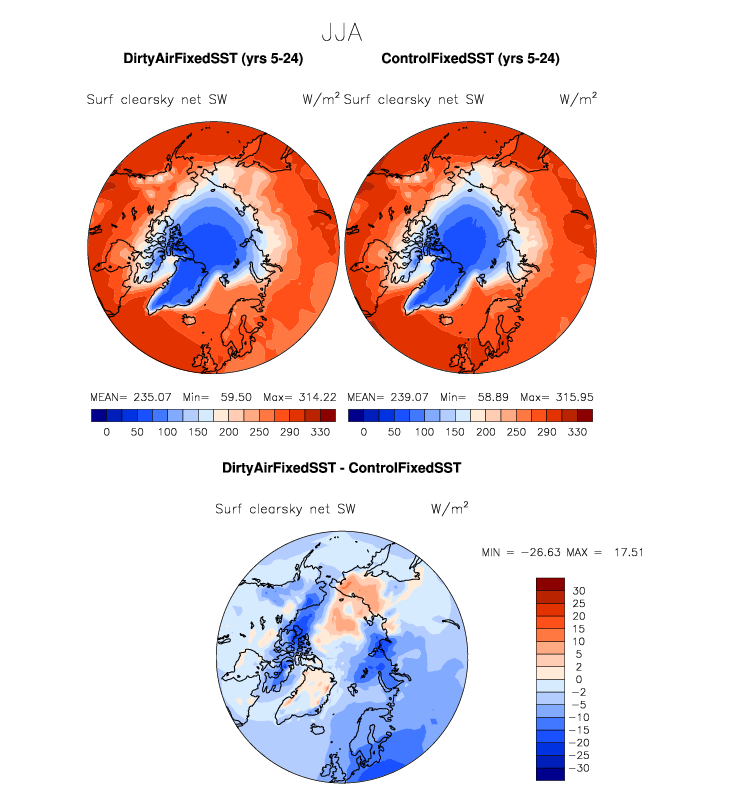 JJA
DirtyAirFixedSST (yrs 5-24) ControlFixedSST (yrs 5-24)
Surf clearsky net SW W/m² Surf clearsky net SW W/m²
MEAN= 235.07 Min= 59.50 Max= 314.22 MEAN= 239.07 Min= 58.89 Max= 315.95
0 50 100 150 200 250 290 330 0 50 100 150 200 250 290 330
DirtyAirFixedSST - ControlFixedSST
Surf clearsky net SW W/m²
MIN = -26.63 MAX = 17.51
30
25
20
15
10
5
2
0
-2
-5
-10
-15
-20
-25
-30